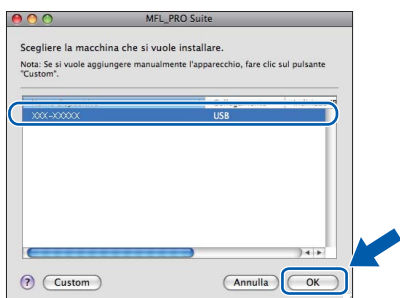 MFL_PRO Suite
Scegliere la macchina che si vuole installare.
Nota: Se si vuole aggiungere manualmente l'apparecchio, fare clic sul pulsante
"Custom".
XXX-XXXXX USB
? Custom Annulla OK